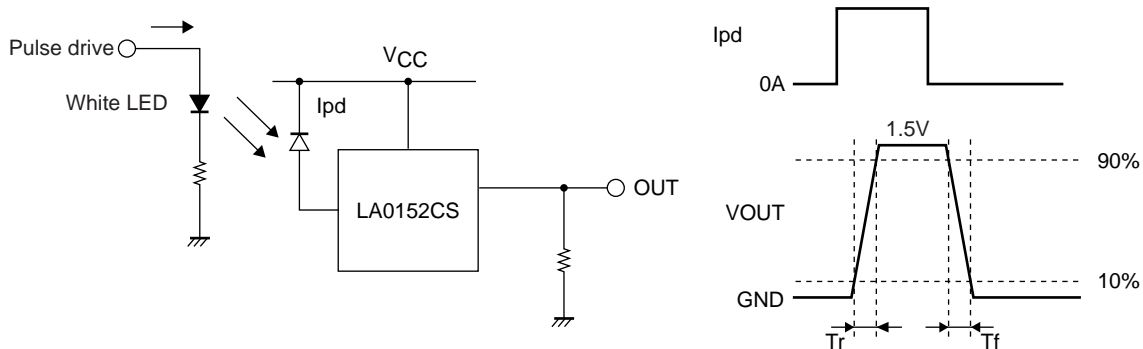 Pulse drive
White LED
VCC
Ipd
LA0152CS
OUT
Ipd
0A
1.5V
90%
VOUT
10%
GND
Tr
Tf